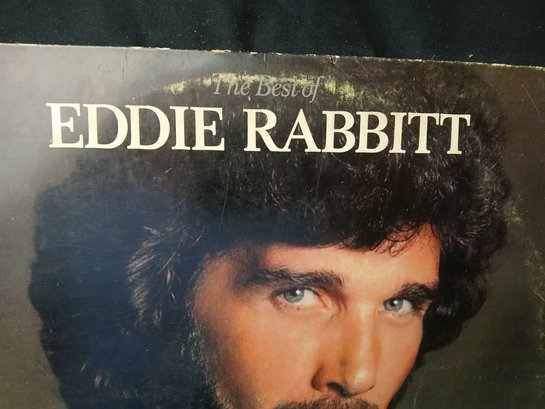 The Best of
EDDIE RABBITT